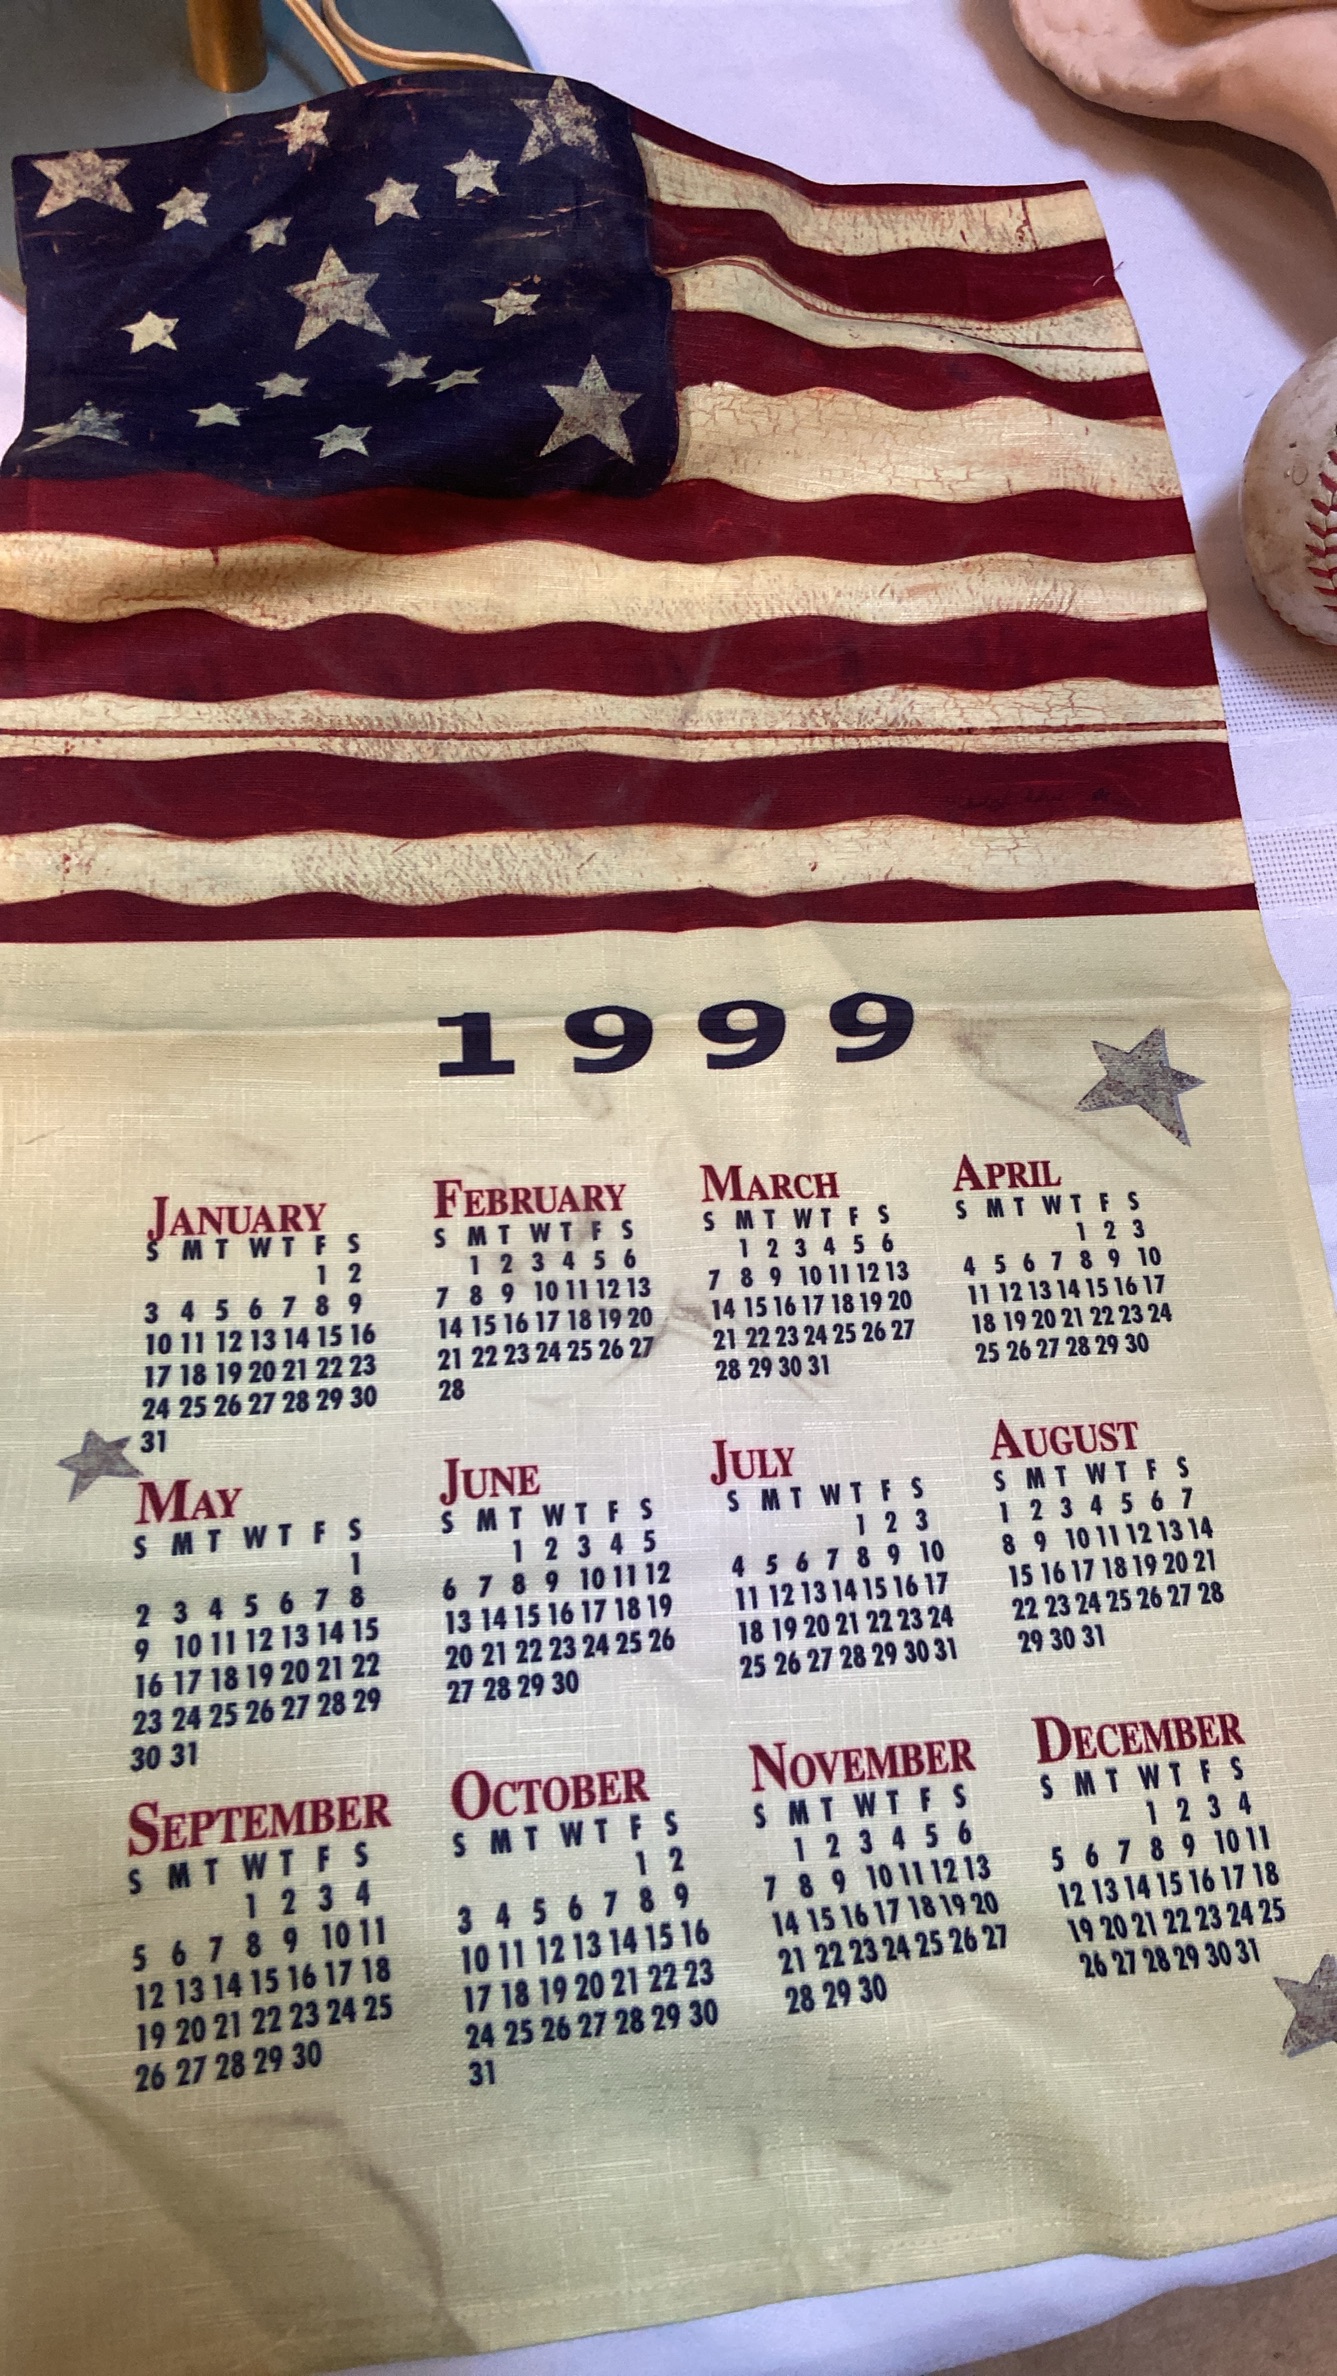 1999
JANUARY FEBRUARY MARCH APRIL
S M T W T F S S M T W T F S S M T W T F S S M T W T F S
1 2 1 2 3 4 5 6 1 2 3 4 5 6 1 2 3
3 4 5 6 7 8 9 7 8 9 10 11 12 13 7 8 9 10 11 12 13 4 5 6 7 8 9 10
10 11 12 13 14 15 16 14 15 16 17 18 19 20 14 15 16 17 18 19 20 11 12 13 14 15 16 17
17 18 19 20 21 22 23 21 22 23 24 25 26 27 21 22 23 24 25 26 27 18 19 20 21 22 23 24
24 25 26 27 28 29 30 28 28 29 30 31 25 26 27 28 29 30
31
MAY JUNE JULY AUGUST
S M T W T F S S M T W T F S S M T W T F S S M T W T F S
1 1 2 3 4 5 1 2 3 1 2 3 4 5 6 7
2 3 4 5 6 7 8 6 7 8 9 10 11 12 4 5 6 7 8 9 10 8 9 10 11 12 13 14
9 10 11 12 13 14 15 13 14 15 16 17 18 19 11 12 13 14 15 16 17 15 16 17 18 19 20 21
16 17 18 19 20 21 22 20 21 22 23 24 25 26 18 19 20 21 22 23 24 22 23 24 25 26 27 28
23 24 25 26 27 28 29 27 28 29 30 25 26 27 28 29 30 31 29 30 31
30 31
SEPTEMBER OCTOBER NOVEMBER DECEMBER
S M T W T F S S M T W T F S S M T W T F S S M T W T F S
1 2 3 4 1 2 1 2 3 4 5 6 1 2 3 4
5 6 7 8 9 10 11 3 4 5 6 7 8 9 7 8 9 10 11 12 13 5 6 7 8 9 10 11
12 13 14 15 16 17 18 10 11 12 13 14 15 16 14 15 16 17 18 19 20 12 13 14 15 16 17 18
19 20 21 22 23 24 25 17 18 19 20 21 22 23 21 22 23 24 25 26 27 19 20 21 22 23 24 25
26 27 28 29 30 24 25 26 27 28 29 30 28 29 30 26 27 28 29 30 31
31